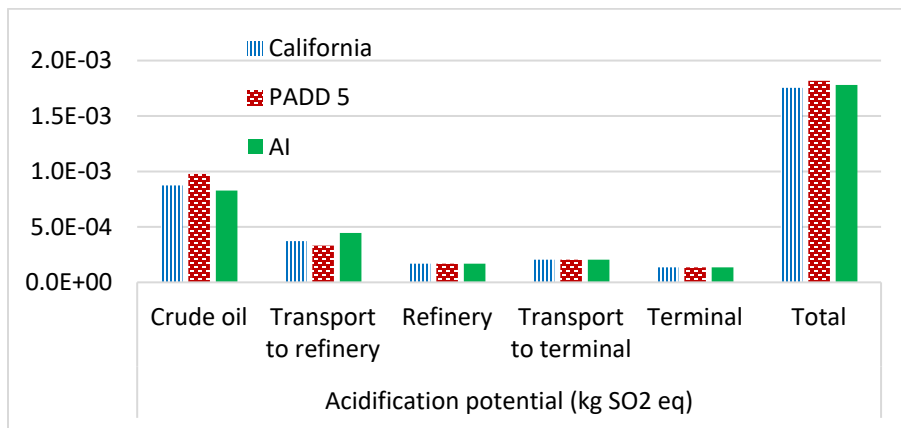 California
PADD 5
AI
2.0E-03
1.5E-03
1.0E-03
5.0E-04
0.0E+00
Crude oil
Transport
to refinery
Refinery
Transport
to terminal
Terminal
Total
Acidification potential (kg SO2 eq)